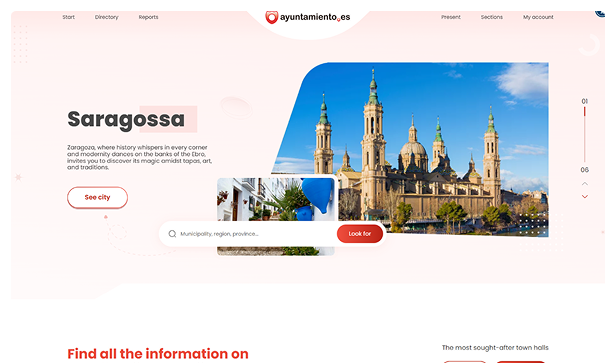 Start Directory Reports ayuntamiento.es Present Sections My account
01
Saragossa
Zaragoza, where history whispers in every corner
and modernity dances on the banks of the Ebro,
invites you to discover its magic amidst tapas, art,
and traditions.
06
See city
Municipality, region, province...
Look for
Find all the information on
The most sought-after town halls